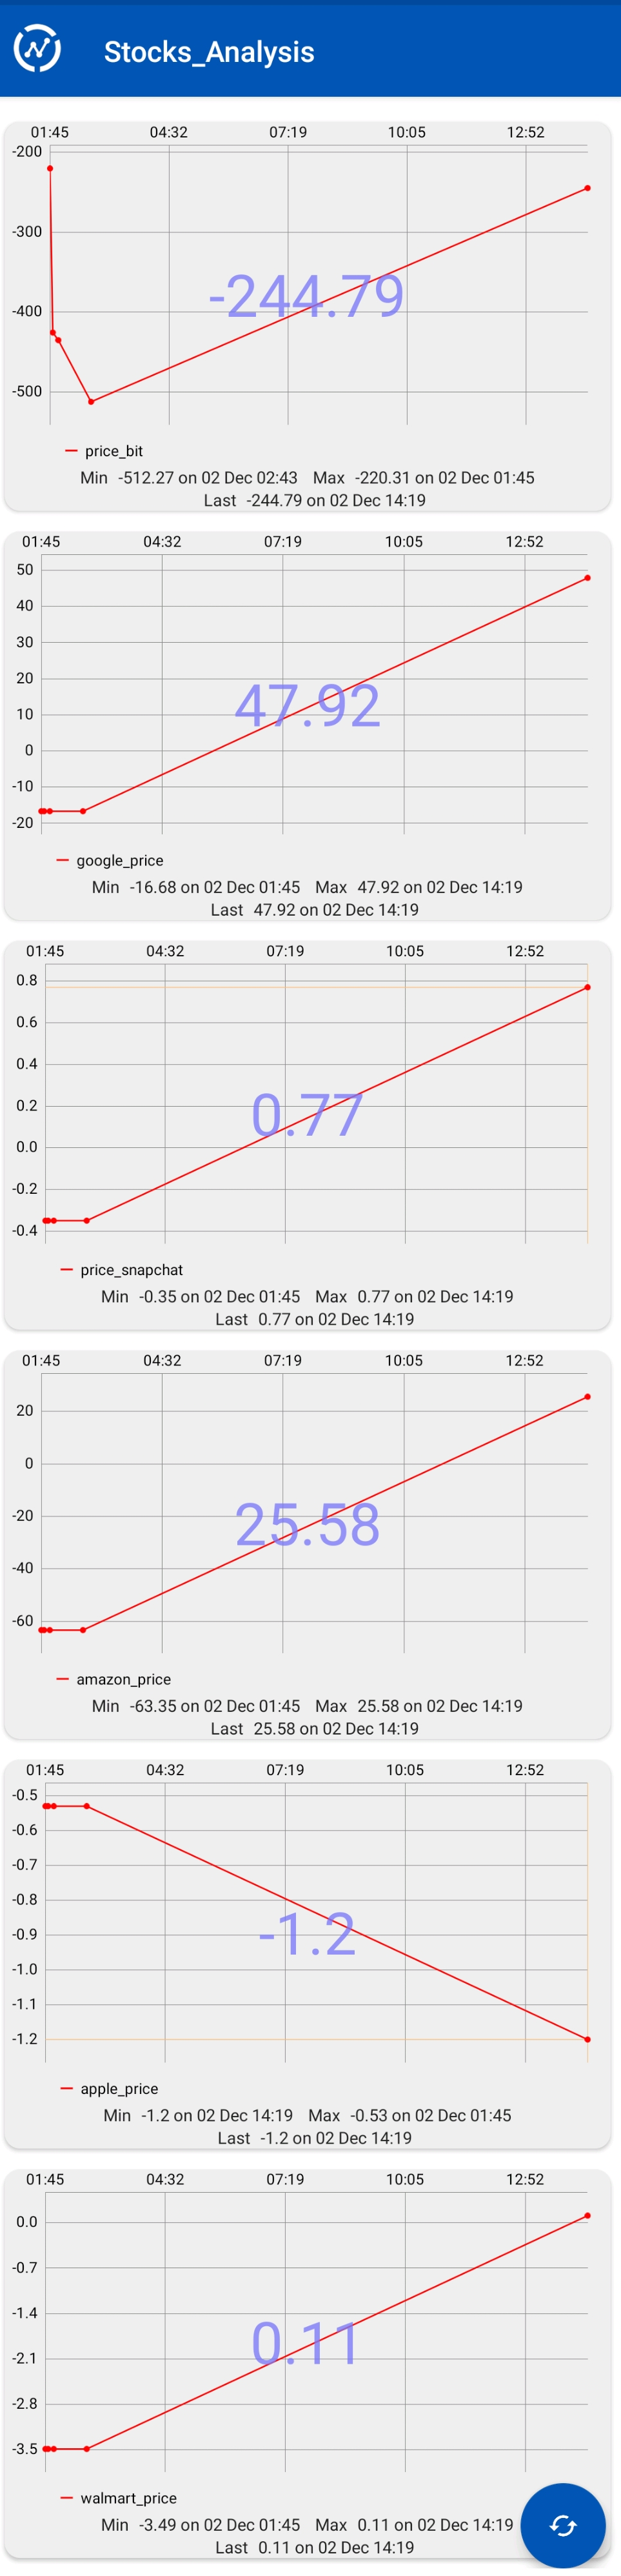 Stocks_Analysis
01:45 04:32 07:19 10:05 12:52
-200
-300
-244.79
-400
-500
price_bit
Min -512.27 on 02 Dec 02:43 Max -220.31 on 02 Dec 01:45
Last -244.79 on 02 Dec 14:19
01:45 04:32 07:19 10:05 12:52
50
40
30
20
47.92
10
0
-10
-20
google_price
Min -16.68 on 02 Dec 01:45 Max 47.92 on 02 Dec 14:19
Last 47.92 on 02 Dec 14:19
01:45 04:32 07:19 10:05 12:52
0.8
0.6
0.4
0.2
0.77
0.0
-0.2
-0.4
price_snapchat
Min -0.35 on 02 Dec 01:45 Max 0.77 on 02 Dec 14:19
Last 0.77 on 02 Dec 14:19
01:45 04:32 07:19 10:05 12:52
20
0
-20
25.58
-40
-60
amazon_price
Min -63.35 on 02 Dec 01:45 Max 25.58 on 02 Dec 14:19
Last 25.58 on 02 Dec 14:19
01:45 04:32 07:19 10:05 12:52
-0.5
-0.6
-0.7
-0.8
-0.9
-1.2
-1.0
-1.1
-1.2
apple_price
Min -1.2 on 02 Dec 14:19 Max -0.53 on 02 Dec 01:45
Last -1.2 on 02 Dec 14:19
01:45 04:32 07:19 10:05 12:52
0.0
-0.7
-1.4
0.11
-2.1
-2.8
-3.5
walmart_price
Min -3.49 on 02 Dec 01:45 Max 0.11 on 02 Dec 14:19
Last 0.11 on 02 Dec 14:19